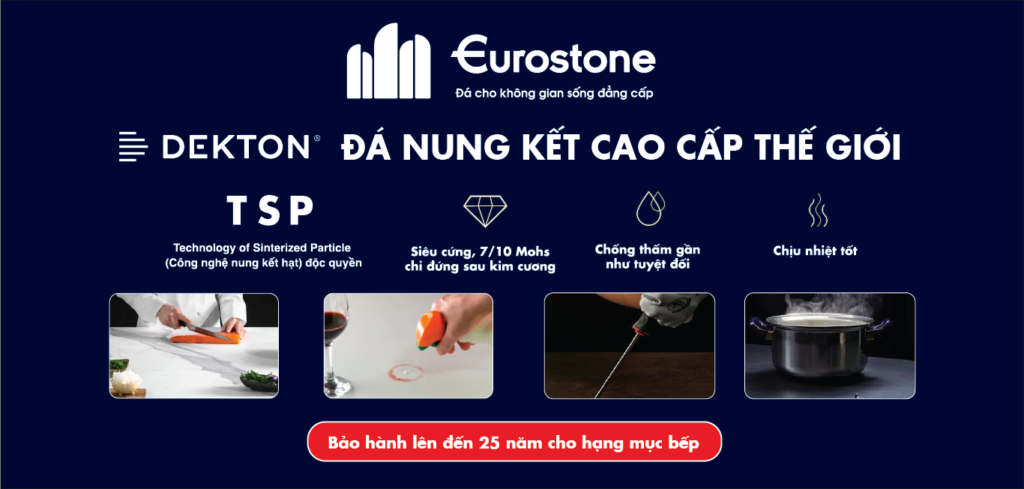 Eurostone
Đá cho không gian sống đẳng cấp
DEKTON® ĐÁ NUNG KẾT CAO CẤP THẾ GIỚI
TSP
Technology of Sinterized Particle
(Công nghệ nung kết hạt) độc quyền
Siêu cứng, 7/10 Mohs
chỉ đứng sau kim cương
Chống thấm gần
như tuyệt đối
Chịu nhiệt tốt
Bảo hành lên đến 25 năm cho hạng mục bếp